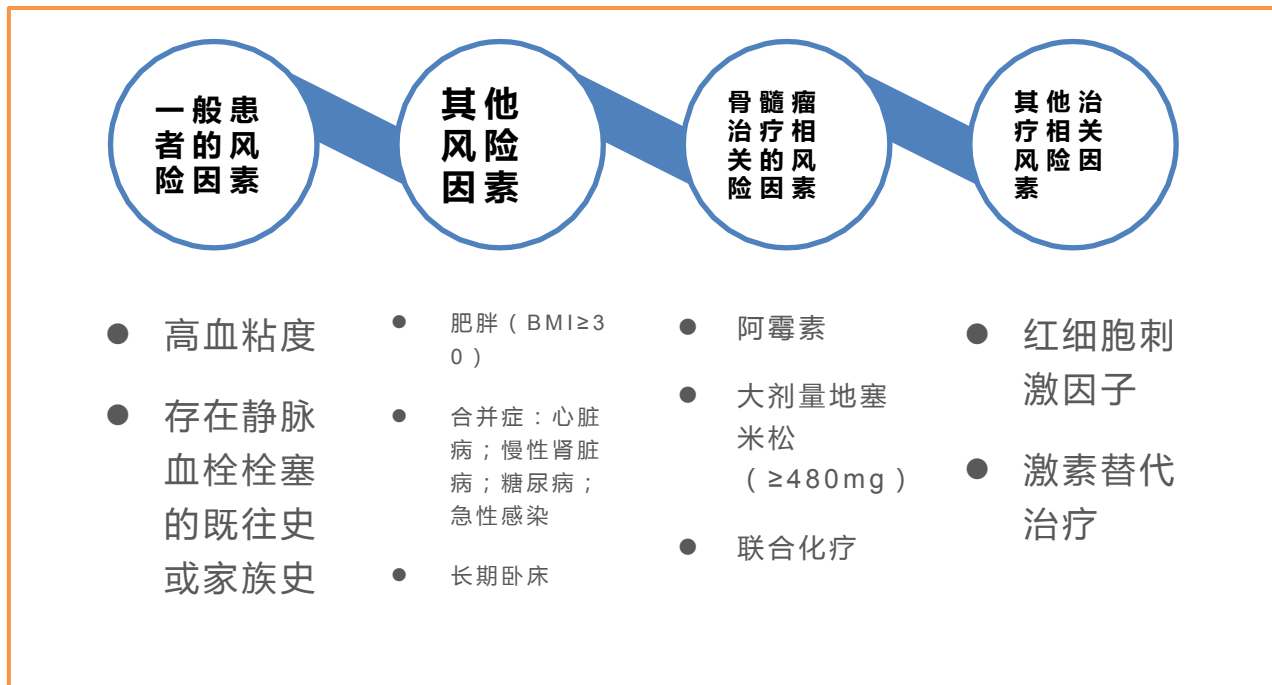 一般患
者的风
险因素
其他
风险
因素
骨髓瘤
治疗相
关的风
险因素
其他治
疗相关
风险因
素
● 高血粘度
● 存在静脉
血栓栓塞
的既往史
或家族史
● 肥胖（BMI≥3
0）
● 合并症：心脏
病；慢性肾脏
病；糖尿病；
急性感染
● 长期卧床
● 阿霉素
● 大剂量地塞
米松
（≥480mg）
● 联合化疗
● 红细胞刺
激因子
● 激素替代
治疗